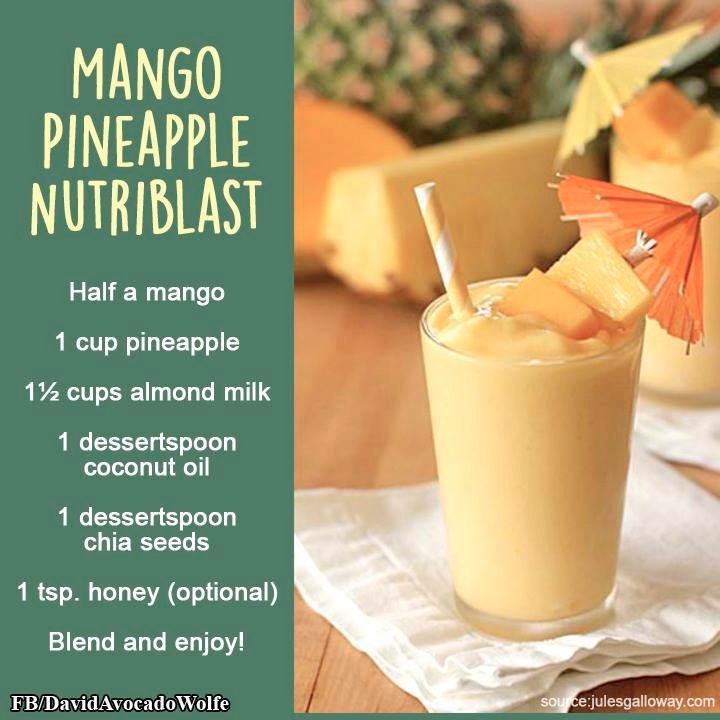 MANGO
PINEAPPLE
NUTRIBLAST
Half a mango
1 cup pineapple
1½ cups almond milk
1 dessertspoon
coconut oil
1 dessertspoon
chia seeds
1 tsp. honey (optional)
Blend and enjoy!
FB/DavidAvocadoWolfe
source:julesgalloway.com